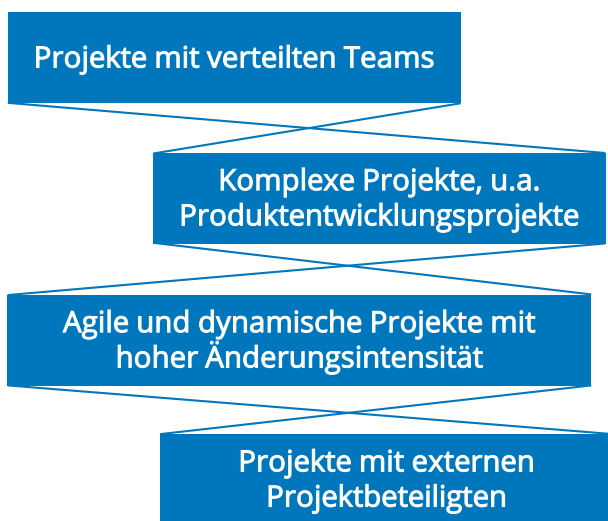 Projekte mit verteilten Teams
Komplexe Projekte, u.a.
Produktentwicklungsprojekte
Agile und dynamische Projekte mit
hoher Änderungsintensität
Projekte mit externen
Projektbeteiligten